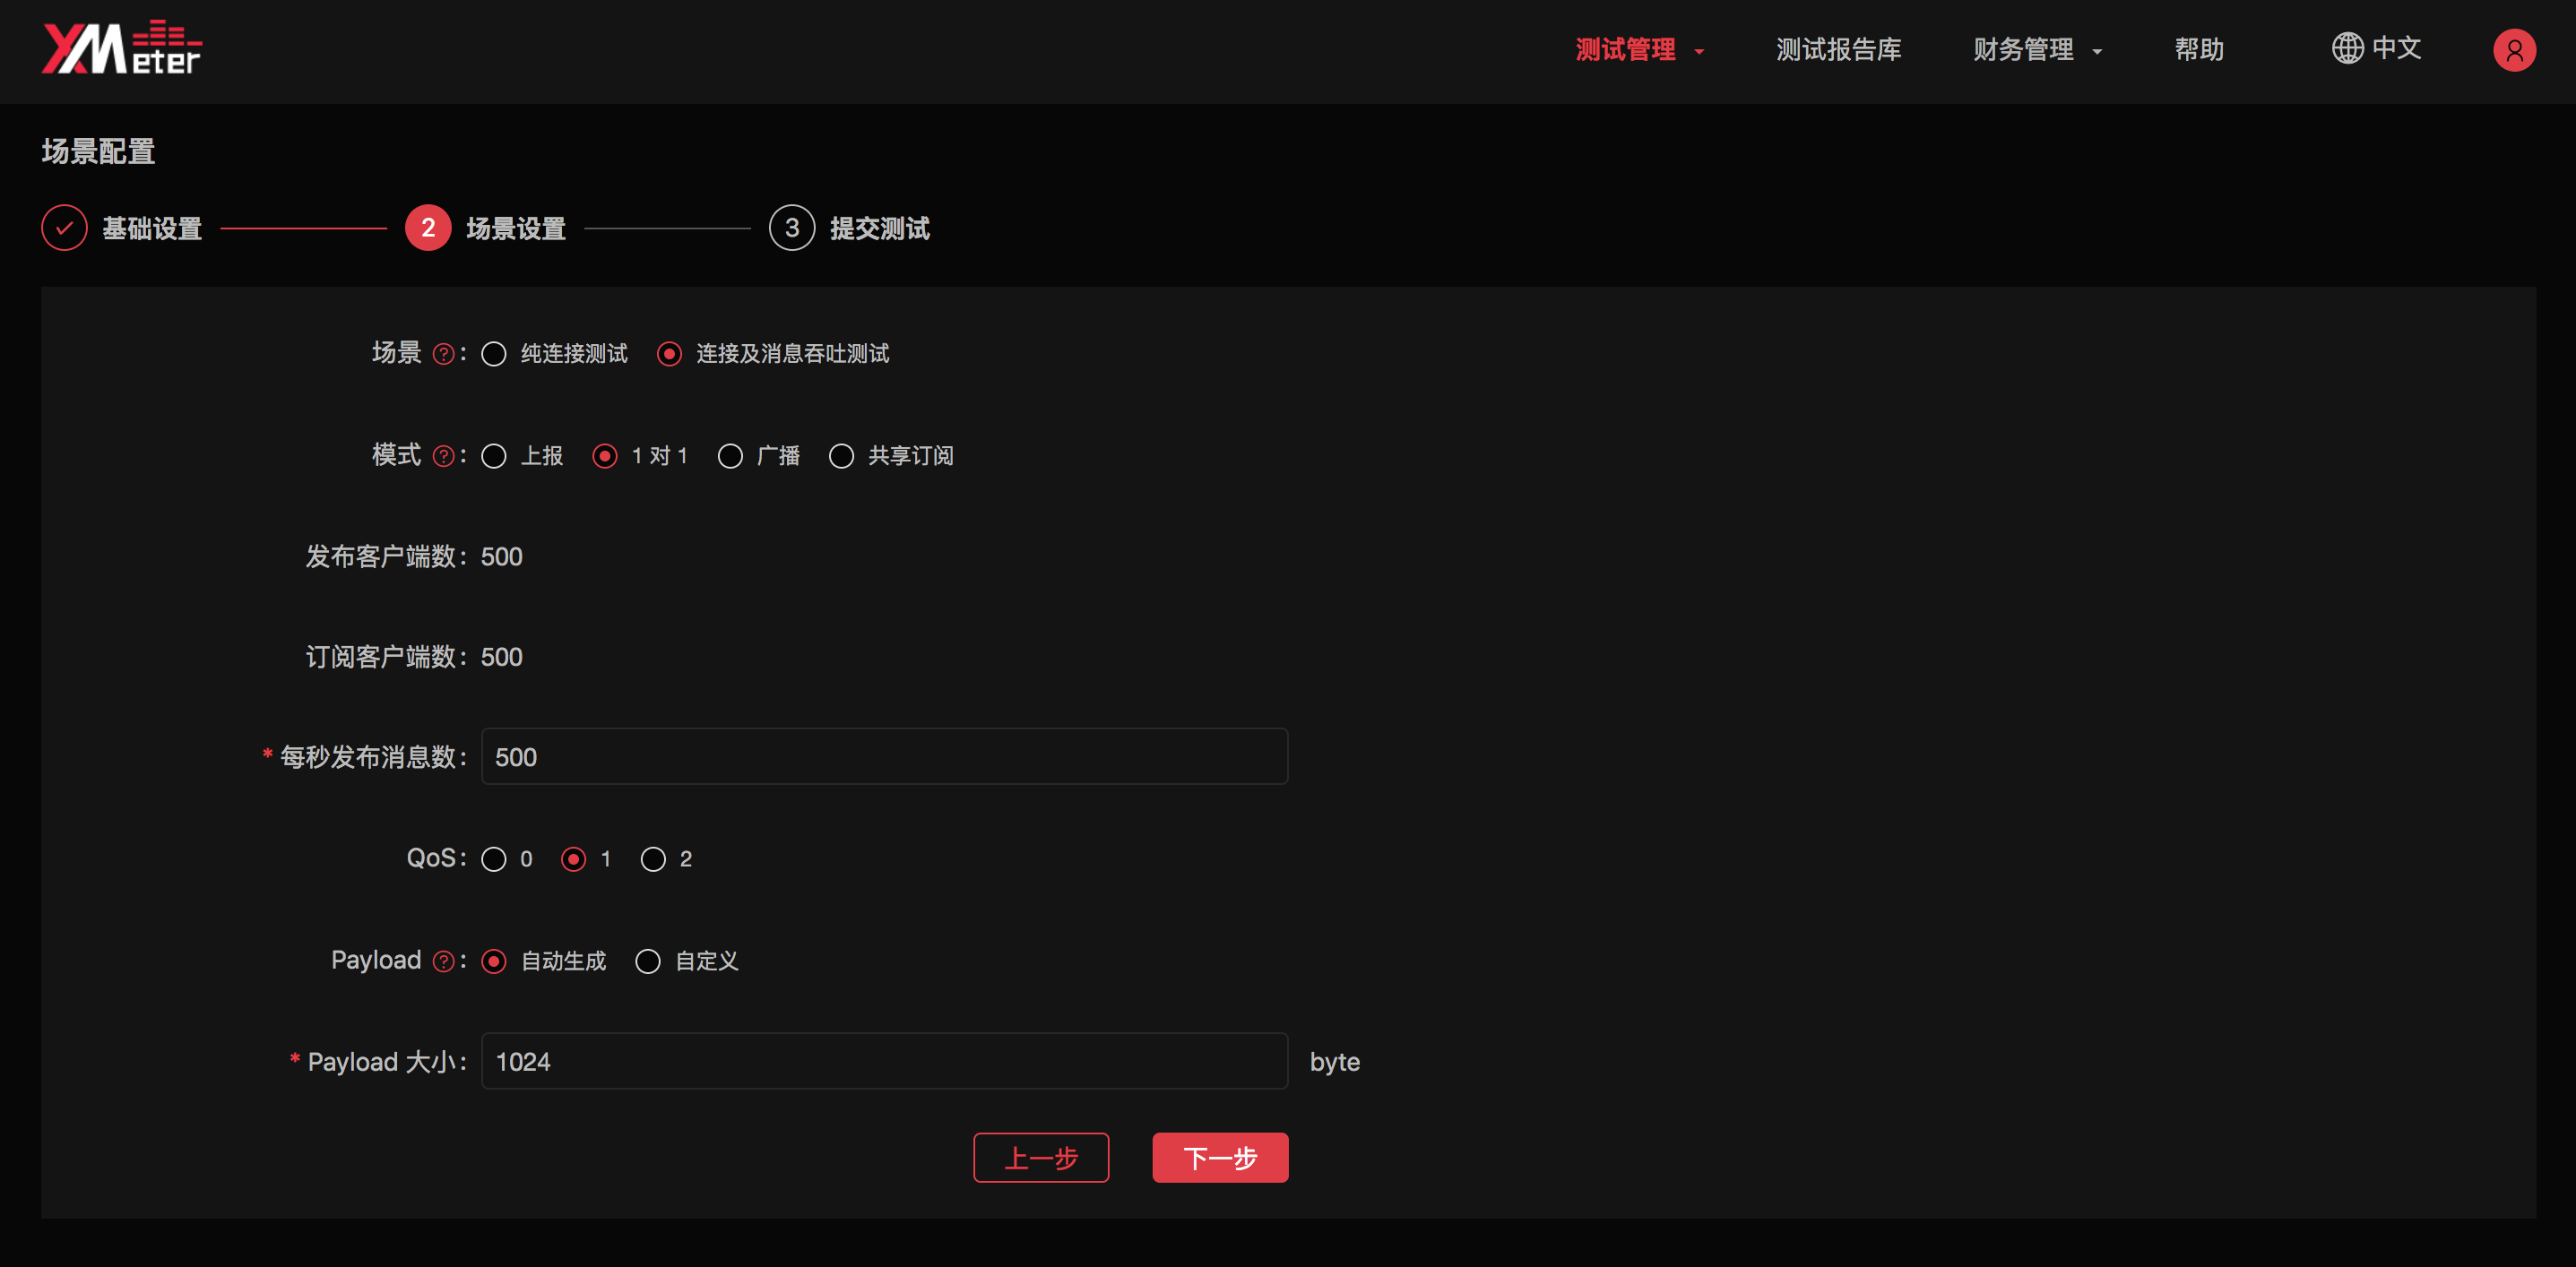 XMeter
测试管理 测试报告库 财务管理 帮助 中文
场景配置
基础设置 2 场景设置 3 提交测试
场景 ?: 纯连接测试 连接及消息吞吐测试
模式 ?: 上报 1 对 1 广播 共享订阅
发布客户端数: 500
订阅客户端数: 500
* 每秒发布消息数: 500
QoS: 0 1 2
Payload ?: 自动生成 自定义
* Payload 大小: 1024 byte
上一步 下一步